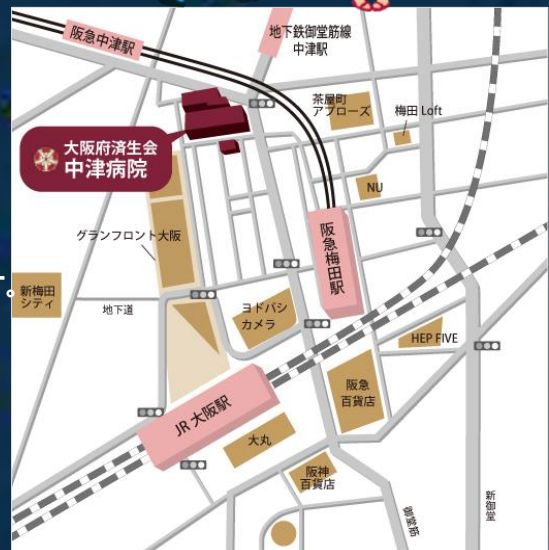 阪急中津駅
地下鉄御堂筋線
中津駅
茶屋町
アプローズ
梅田 Loft
大阪府済生会
中津病院
NU
グランフロント大阪
阪急梅田駅
新梅田
シティ
地下道
ヨドバシ
カメラ
HEP FIVE
JR 大阪駅
阪急
百貨店
大丸
阪神
百貨店
御堂筋
新御堂
。